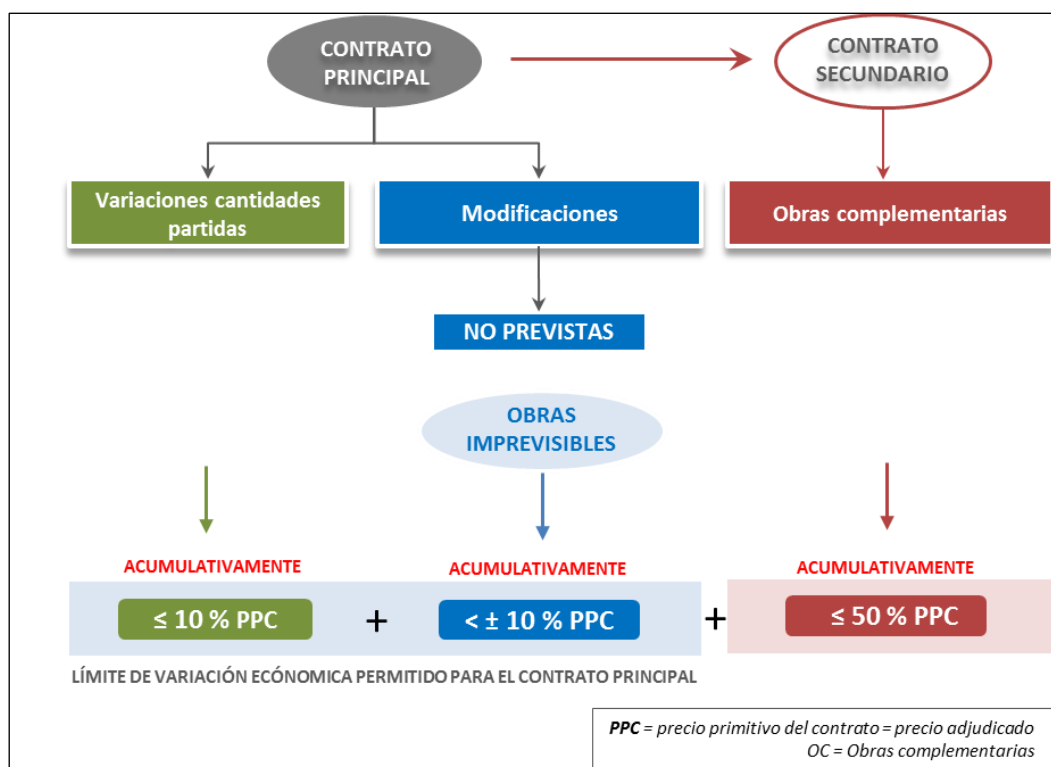 CONTRATO
PRINCIPAL
CONTRATO
SECUNDARIO
Variaciones cantidades
partidas
Modificaciones
Obras complementarias
NO PREVISTAS
OBRAS
IMPREVISIBLES
ACUMULATIVAMENTE
ACUMULATIVAMENTE
ACUMULATIVAMENTE
≤ 10 % PPC
+
< ± 10 % PPC
+
≤ 50 % PPC
LÍMITE DE VARIACIÓN ECÓNOMICA PERMITIDO PARA EL CONTRATO PRINCIPAL
PPC = precio primitivo del contrato = precio adjudicado
OC = Obras complementarias